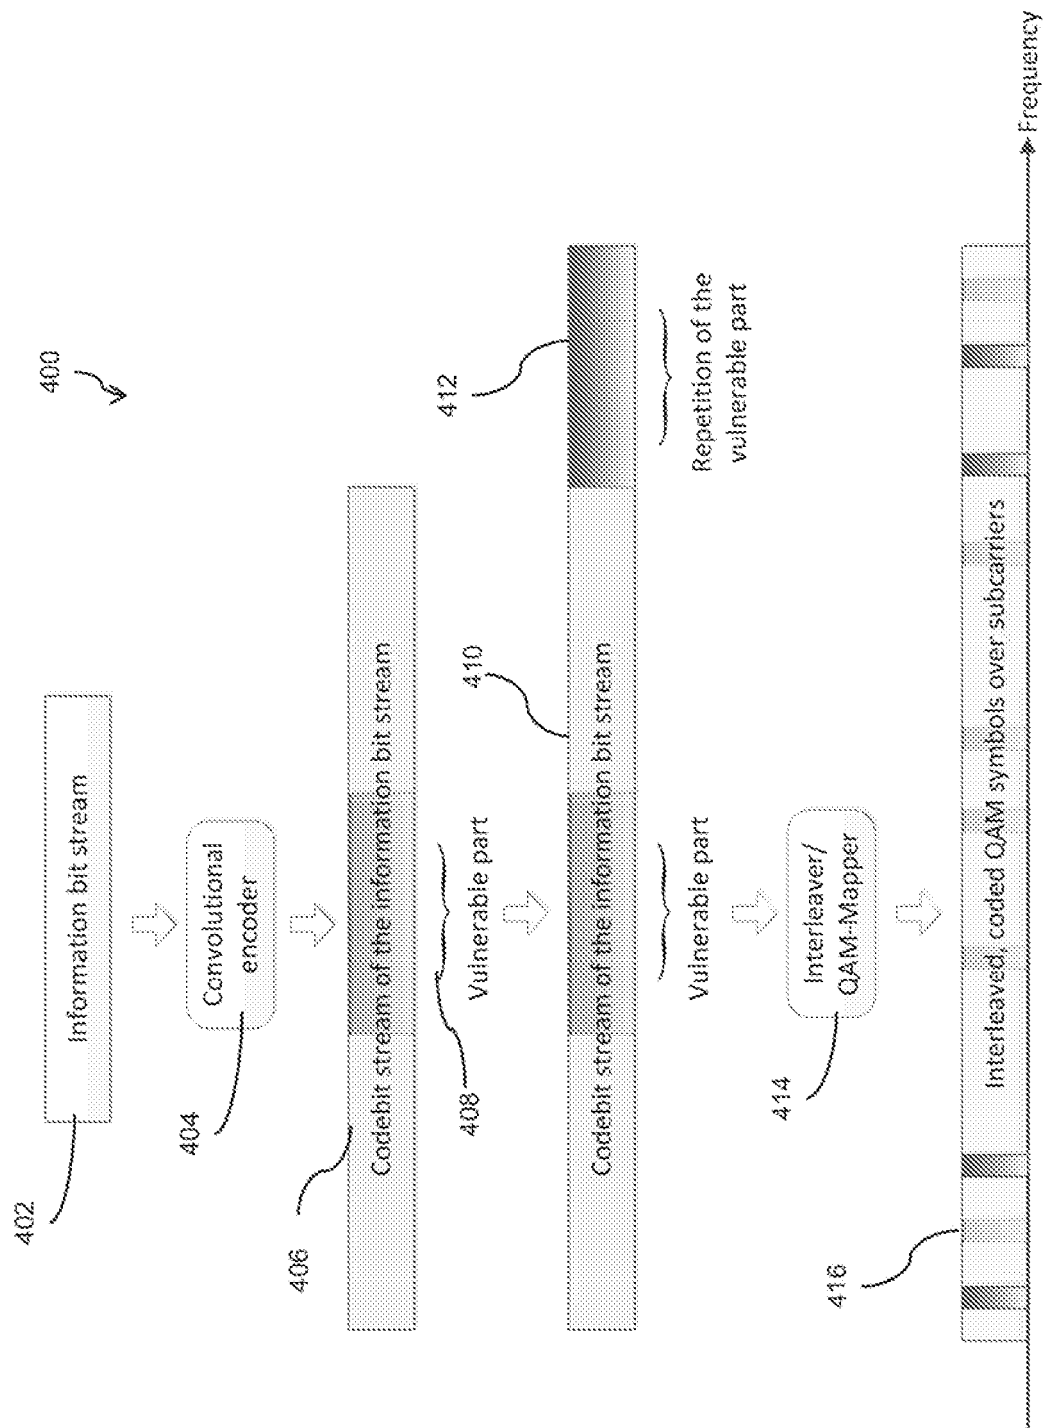 400
402
Information bit stream
404
Convolutional
encoder
406
Codebit stream of the information bit stream
408
Vulnerable part
410
412
Codebit stream of the information bit stream
Vulnerable part
Repetition of the
vulnerable part
414
Interleaver/
QAM-Mapper
416
Interleaved, coded QAM symbols over subcarriers
Frequency